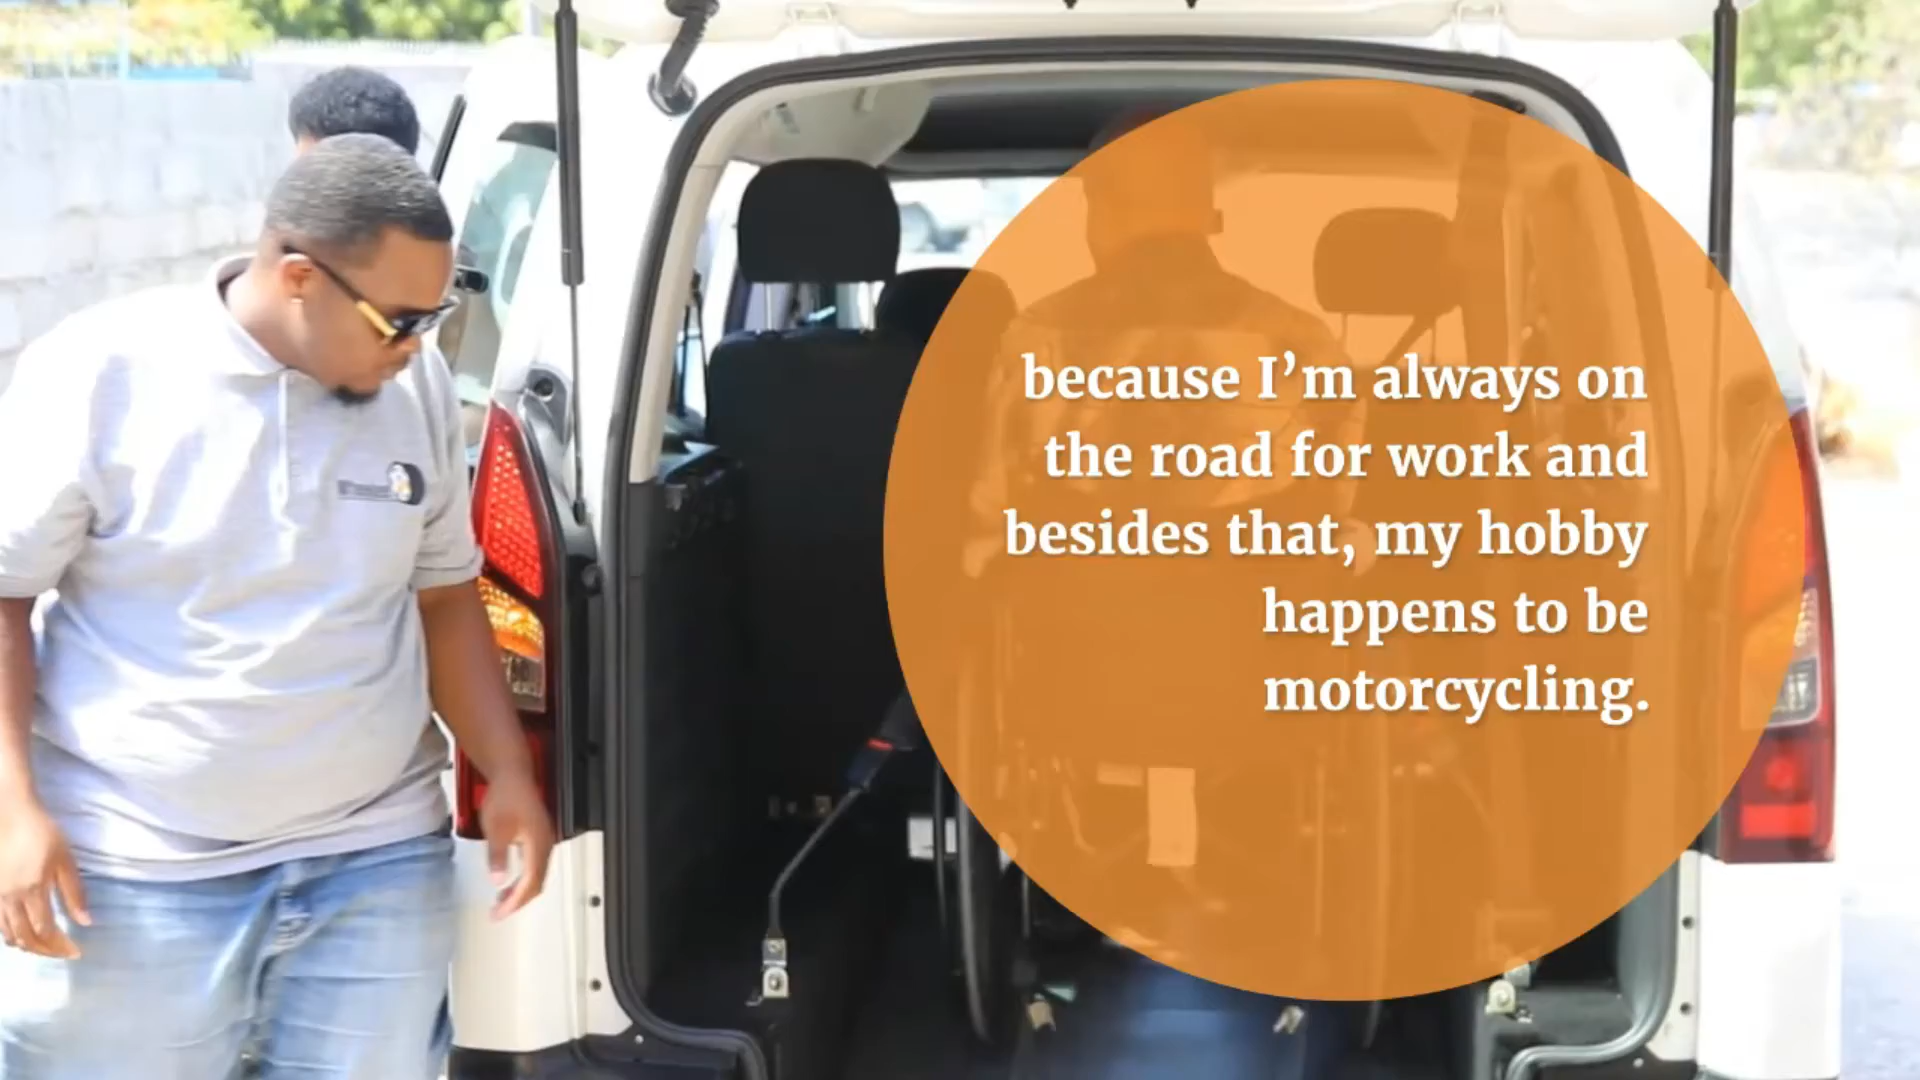 because I’m always on
the road for work and
besides that, my hobby
happens to be
motorcycling.